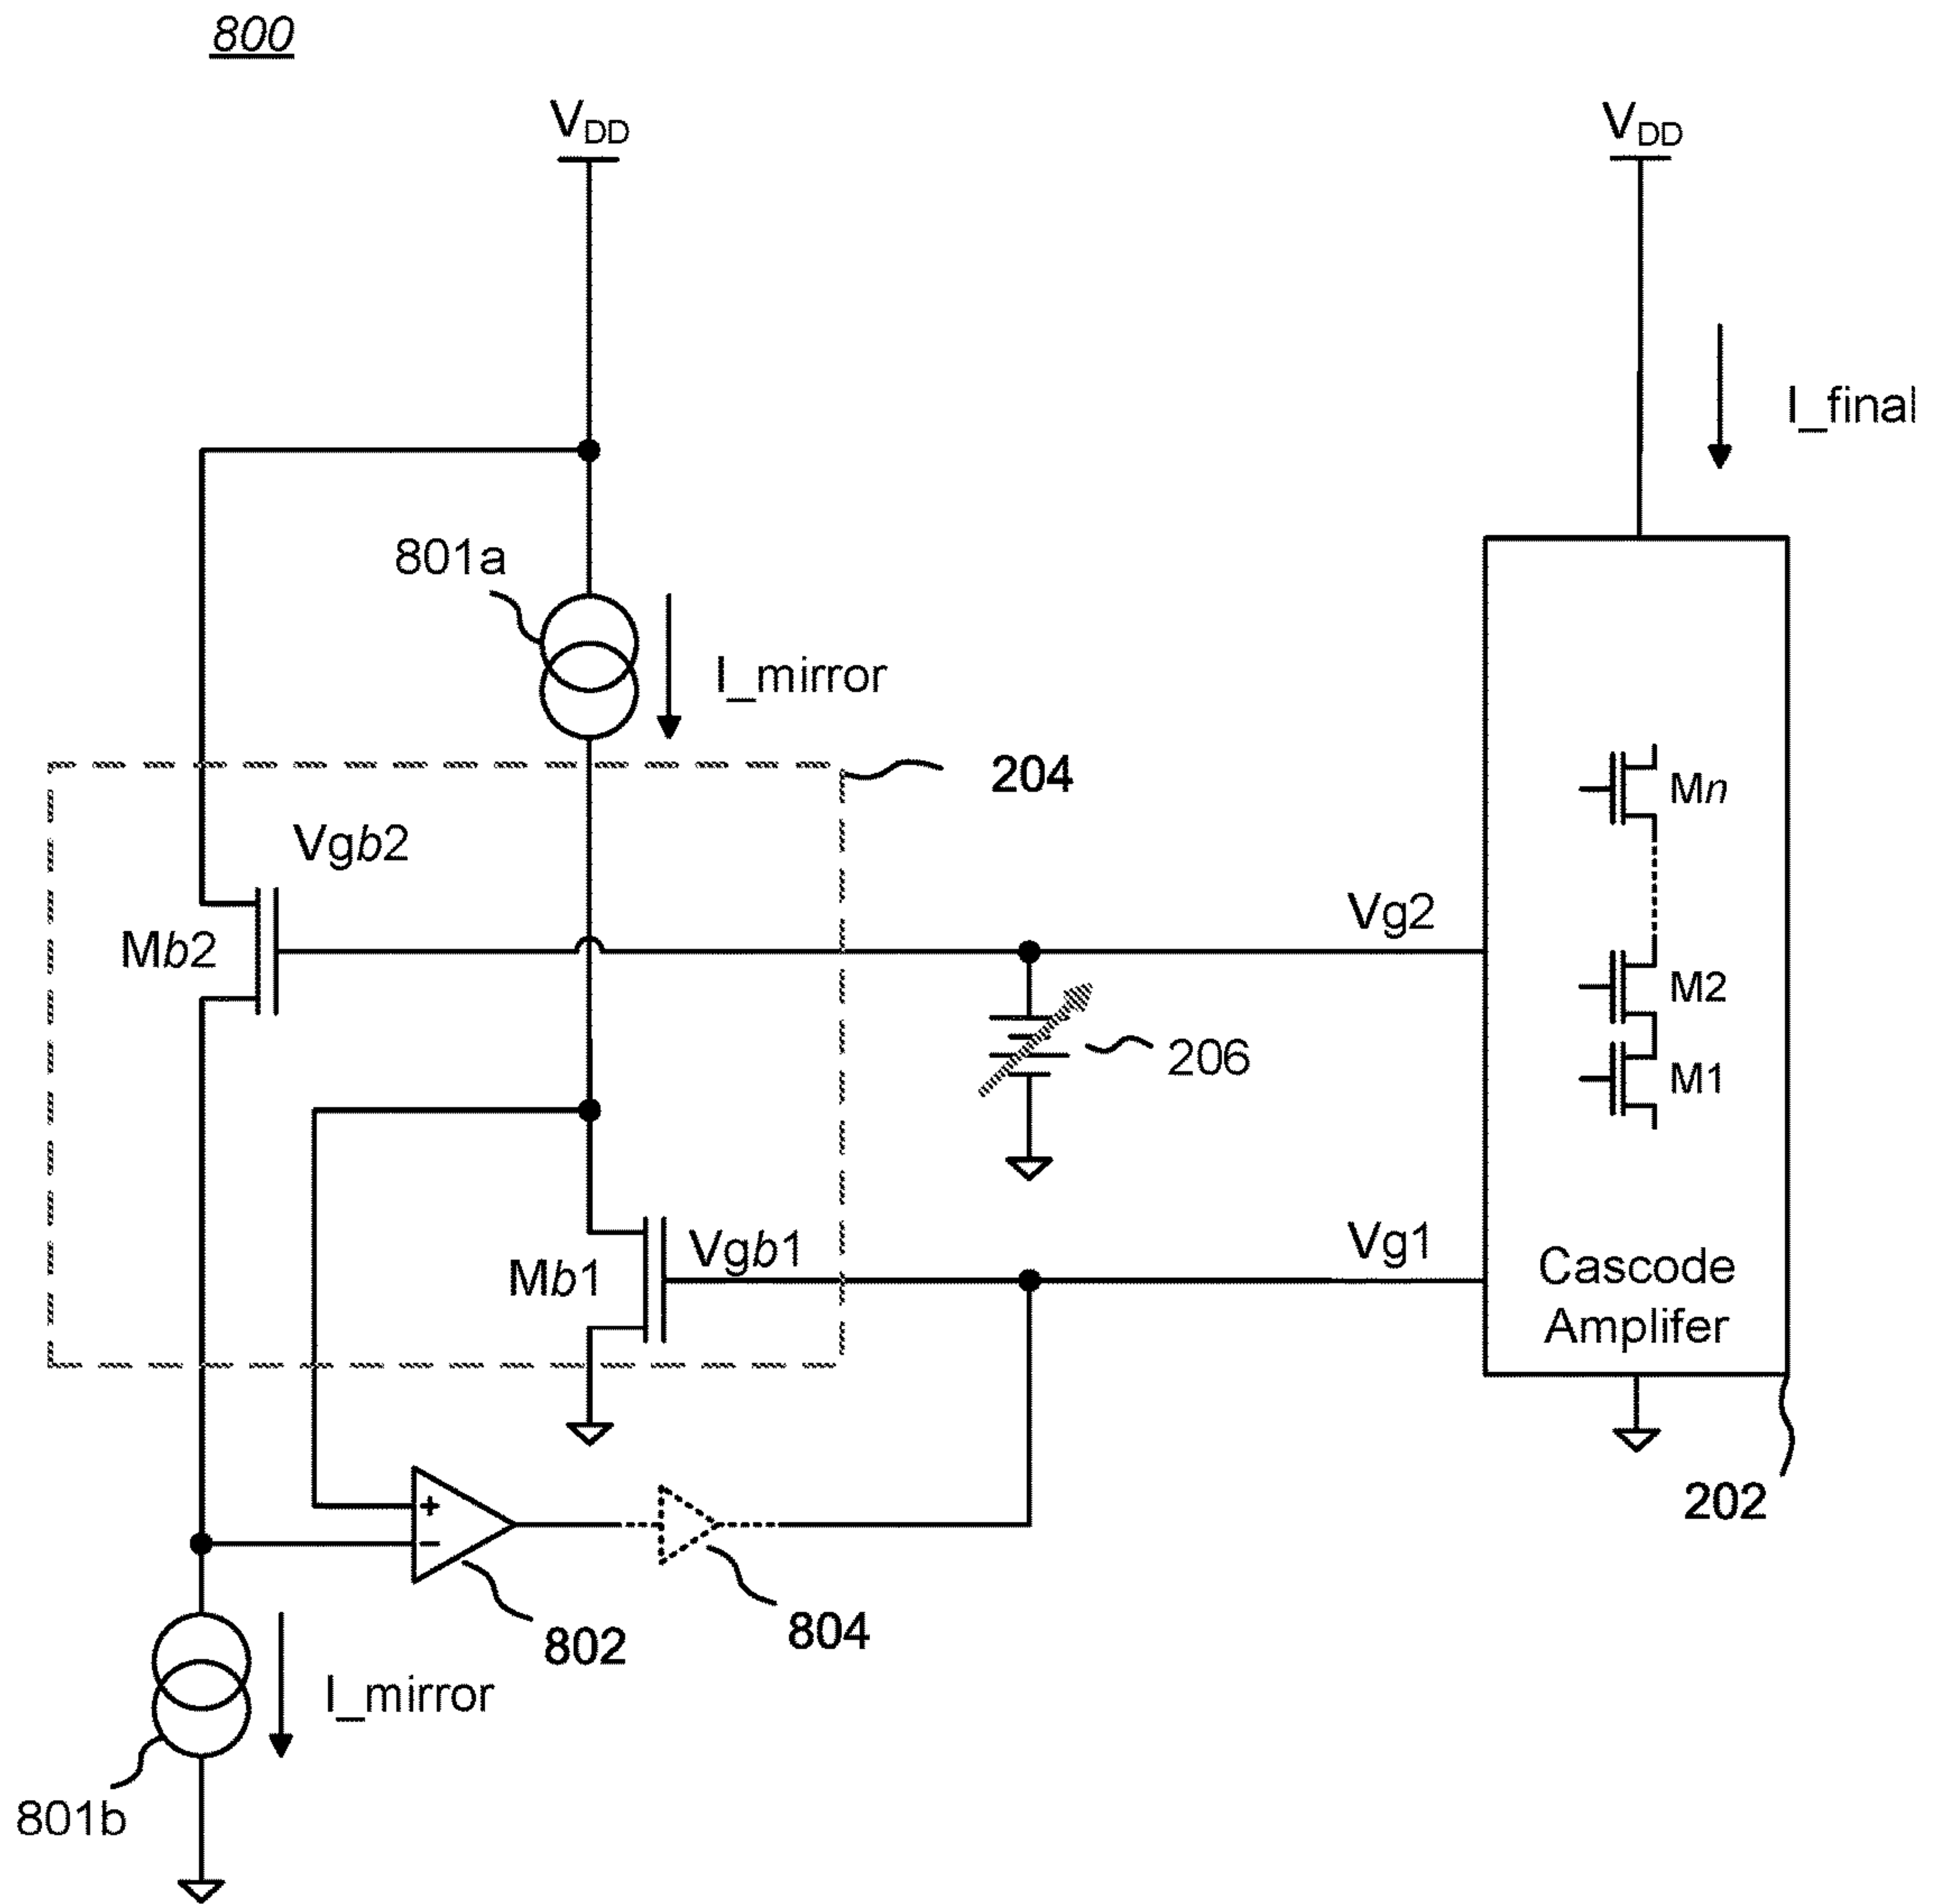 800
VDD
VDD
I_final
801a
I_mirror
204
Vgb2
Mn
Vg2
Mb2
M2
206
M1
Vg1
Vgb1
Mb1
Cascode
Amplifer
+
−
202
802
804
I_mirror
801b